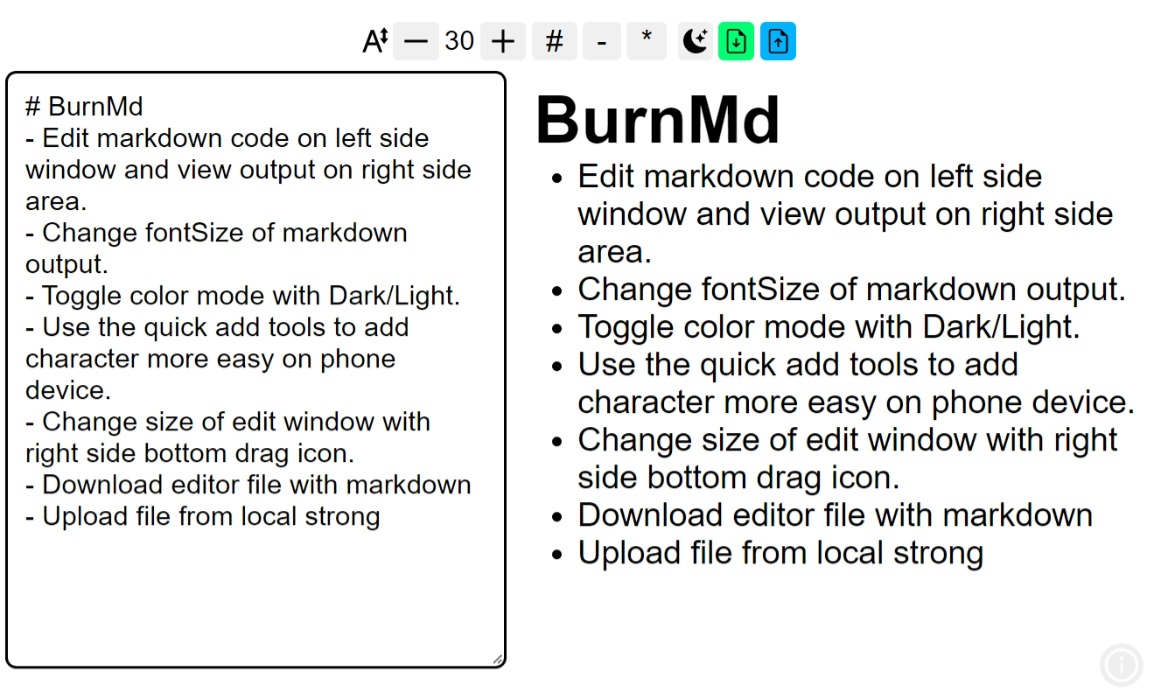 A 30 # - *
# BurnMd
- Edit markdown code on left side
window and view output on right side
area.
- Change fontSize of markdown
output.
- Toggle color mode with Dark/Light.
- Use the quick add tools to add
character more easy on phone
device.
- Change size of edit window with
right side bottom drag icon.
- Download editor file with markdown
- Upload file from local strong
BurnMd
• Edit markdown code on left side
window and view output on right side
area.
• Change fontSize of markdown output.
• Toggle color mode with Dark/Light.
• Use the quick add tools to add
character more easy on phone device.
• Change size of edit window with right
side bottom drag icon.
• Download editor file with markdown
• Upload file from local strong